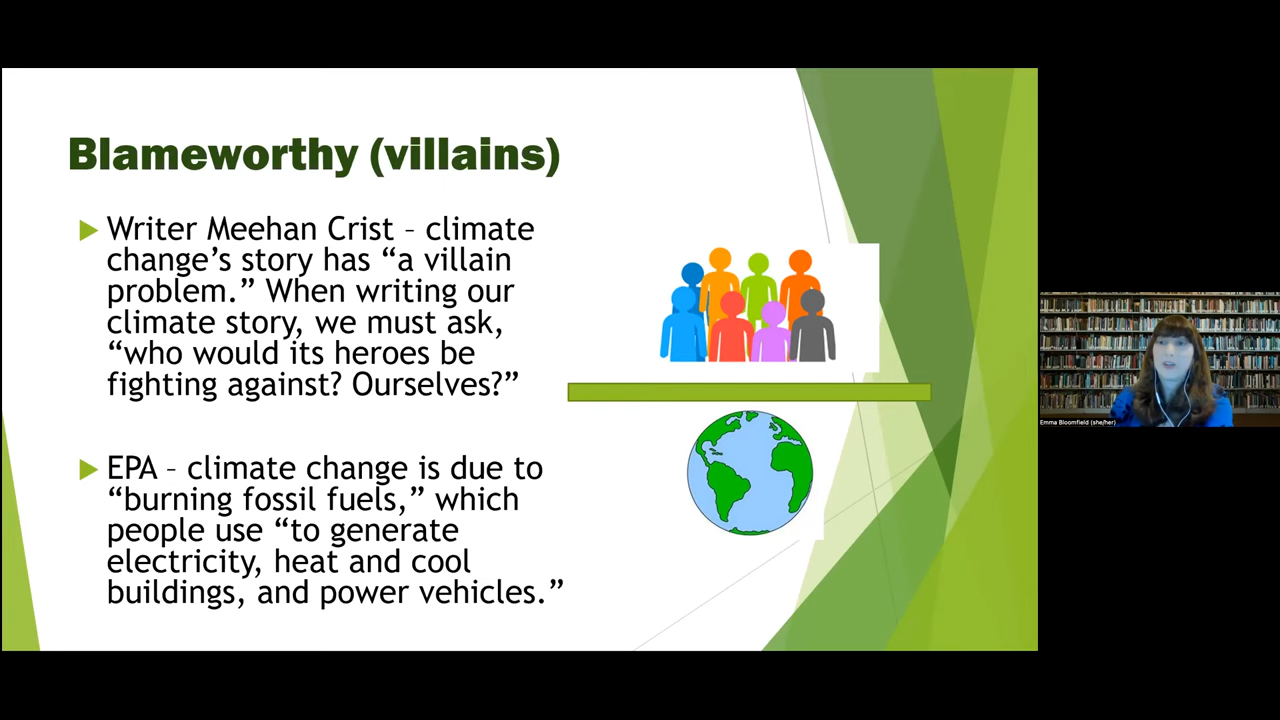 Blameworthy (villains)
Writer Meehan Crist – climate
change’s story has “a villain
problem.” When writing our
climate story, we must ask,
“who would its heroes be
fighting against? Ourselves?”
EPA – climate change is due to
“burning fossil fuels,” which
people use “to generate
electricity, heat and cool
buildings, and power vehicles.”
Emma Bloomfield (she/her)